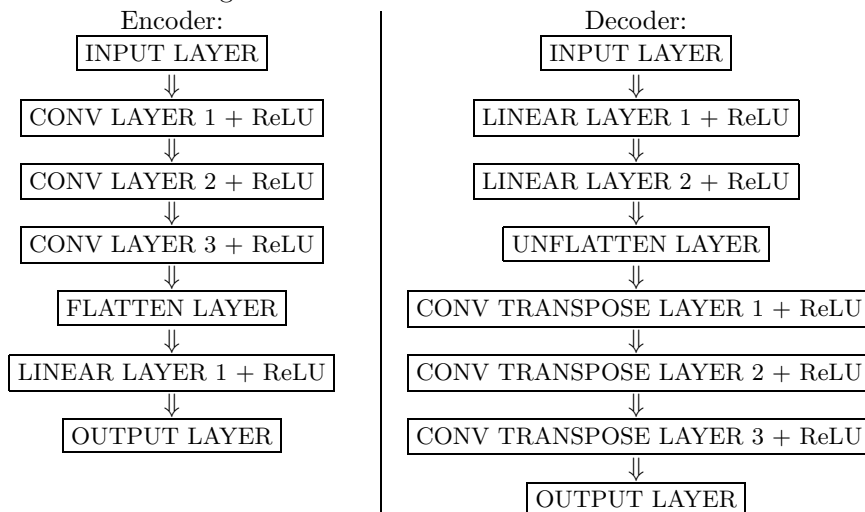 Encoder:
INPUT LAYER
⇓
CONV LAYER 1 + ReLU
⇓
CONV LAYER 2 + ReLU
⇓
CONV LAYER 3 + ReLU
⇓
FLATTEN LAYER
⇓
LINEAR LAYER 1 + ReLU
⇓
OUTPUT LAYER
Decoder:
INPUT LAYER
⇓
LINEAR LAYER 1 + ReLU
⇓
LINEAR LAYER 2 + ReLU
⇓
UNFLATTEN LAYER
⇓
CONV TRANSPOSE LAYER 1 + ReLU
⇓
CONV TRANSPOSE LAYER 2 + ReLU
⇓
CONV TRANSPOSE LAYER 3 + ReLU
⇓
OUTPUT LAYER